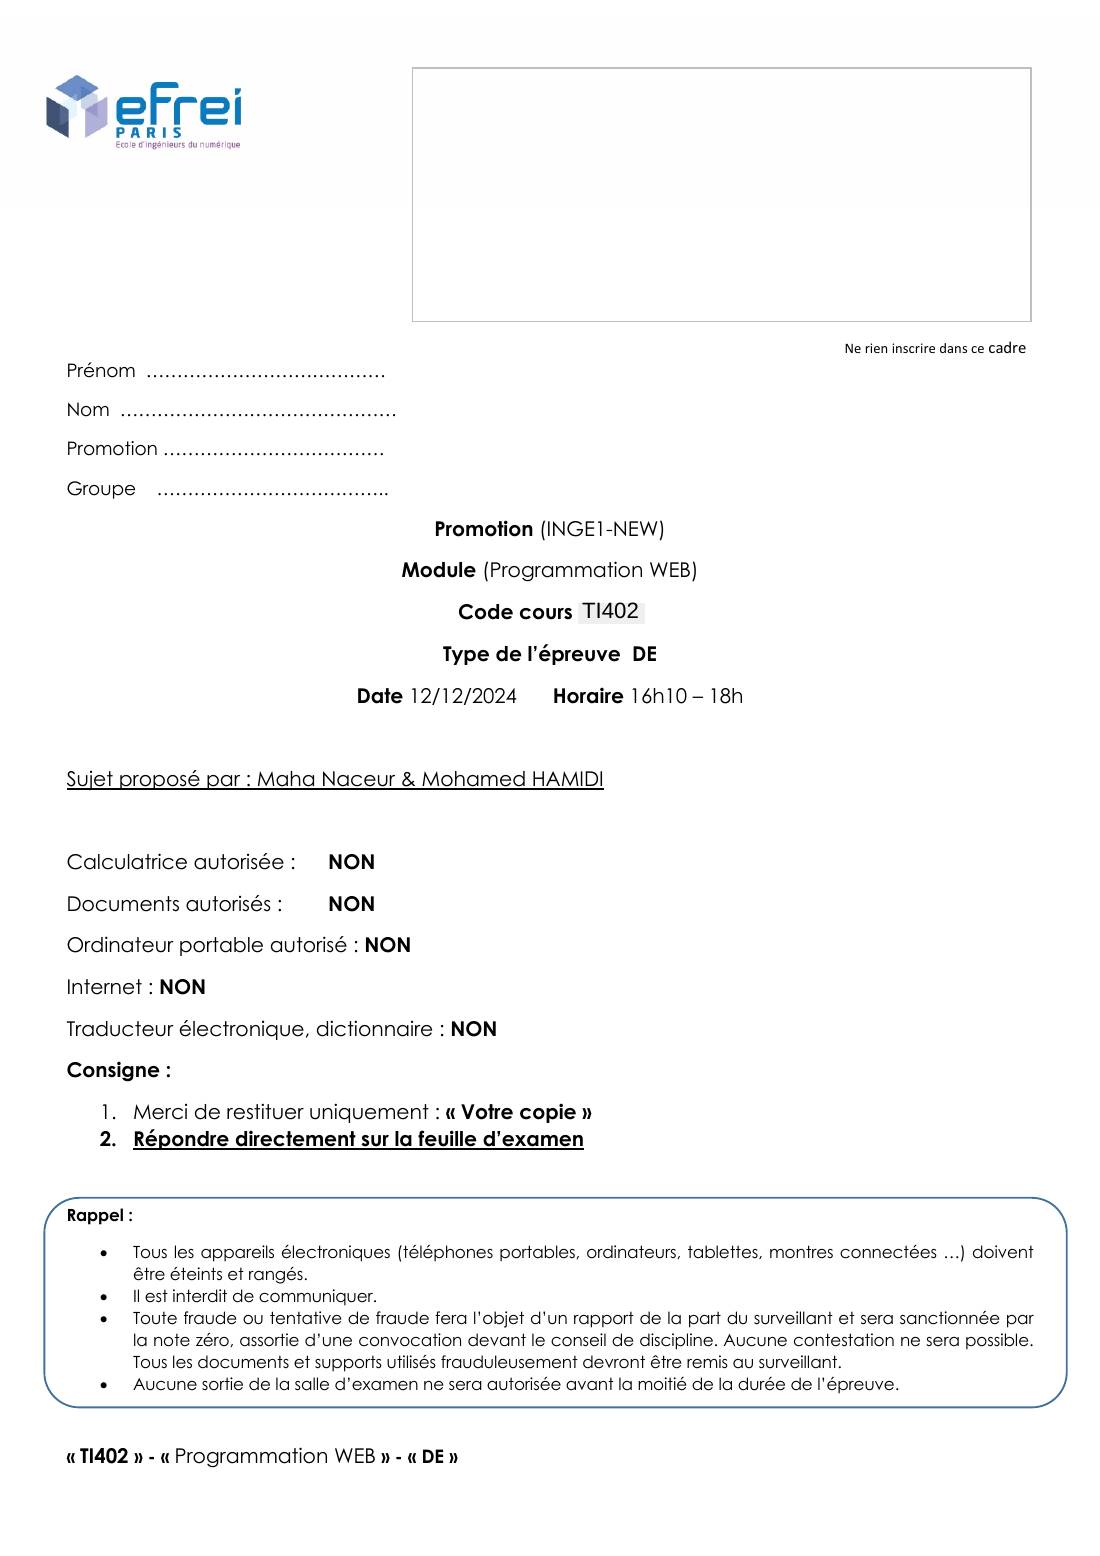 efrei
PARIS
Ecole d'ingénieurs du numérique
Ne rien inscrire dans ce cadre
Prénom …………………………………
Nom ………………………………………
Promotion ………………………………
Groupe ………………………………..
Promotion (INGE1-NEW)
Module (Programmation WEB)
Code cours TI402
Type de l'épreuve DE
Date 12/12/2024 Horaire 16h10 – 18h
Sujet proposé par : Maha Naceur & Mohamed HAMIDI
Calculatrice autorisée : NON
Documents autorisés : NON
Ordinateur portable autorisé : NON
Internet : NON
Traducteur électronique, dictionnaire : NON
Consigne :
1. Merci de restituer uniquement : « Votre copie »
2. Répondre directement sur la feuille d'examen
Rappel :
• Tous les appareils électroniques (téléphones portables, ordinateurs, tablettes, montres connectées …) doivent
être éteints et rangés.
• Il est interdit de communiquer.
• Toute fraude ou tentative de fraude fera l'objet d'un rapport de la part du surveillant et sera sanctionnée par
la note zéro, assortie d'une convocation devant le conseil de discipline. Aucune contestation ne sera possible.
Tous les documents et supports utilisés frauduleusement devront être remis au surveillant.
• Aucune sortie de la salle d'examen ne sera autorisée avant la moitié de la durée de l'épreuve.
« TI402 » - « Programmation WEB » - « DE »